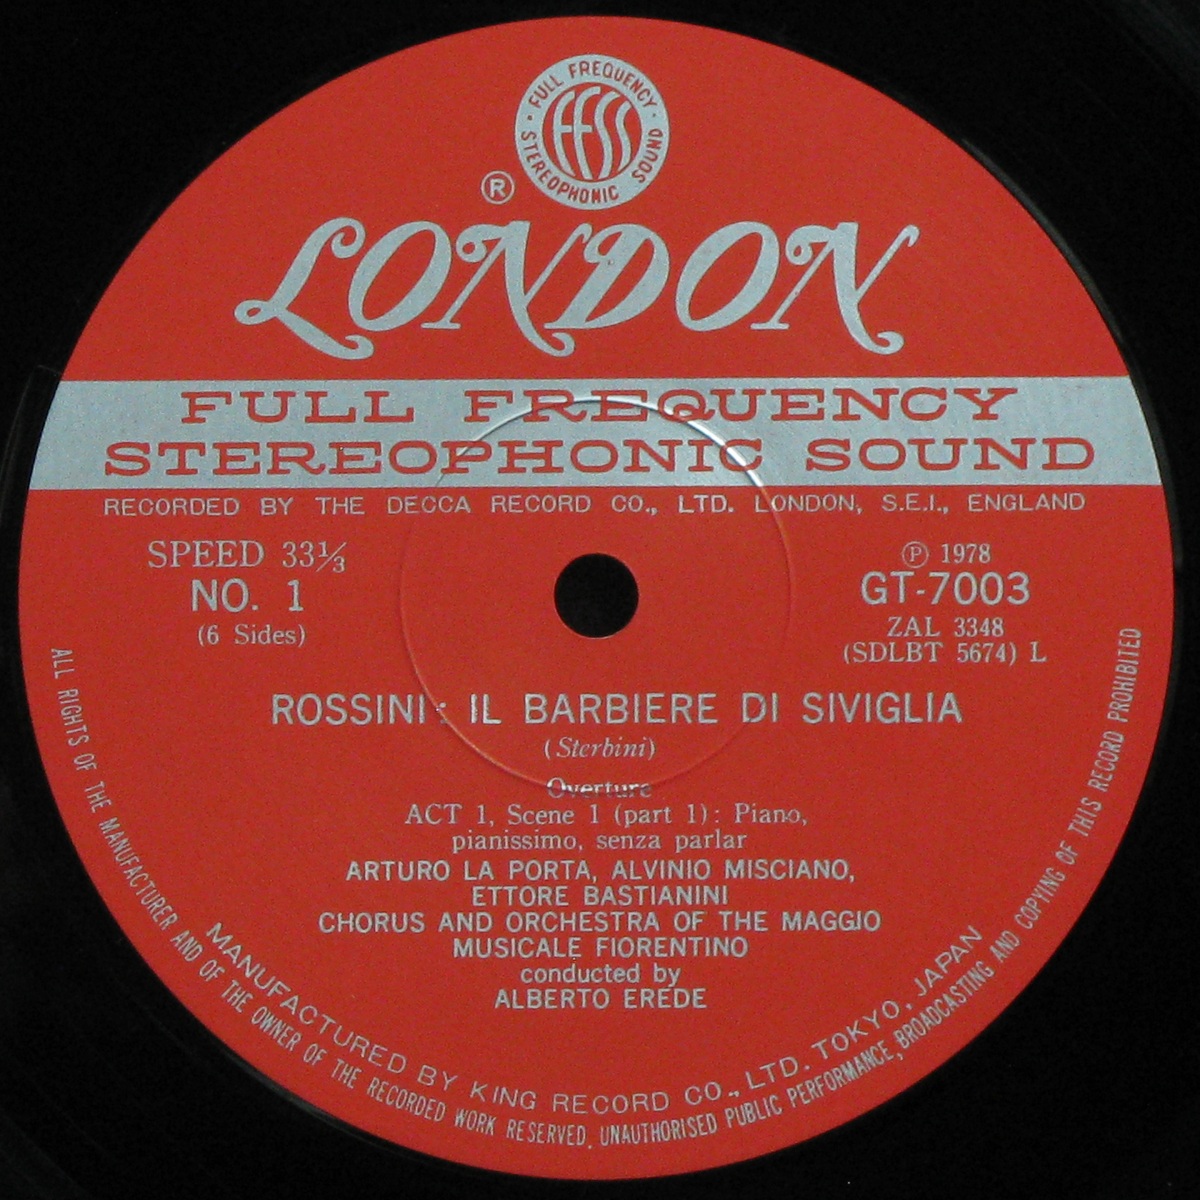 FULL FREQUENCY
STEREOPHONIC SOUND
FFSS
®
LONDON
FULL FREQUENCY
STEREOPHONIC SOUND
RECORDED BY THE DECCA RECORD CO., LTD. LONDON, S.E.I., ENGLAND
SPEED 33⅓
NO. 1
(6 Sides)
Ⓟ 1978
GT-7003
ZAL 3348
(SDLBT 5674) L
ROSSINI: IL BARBIERE DI SIVIGLIA
(Sterbini)
Overture
ACT 1, Scene 1 (part 1): Piano,
pianissimo, senza parlar
ARTURO LA PORTA, ALVINIO MISCIANO,
ETTORE BASTIANINI
CHORUS AND ORCHESTRA OF THE MAGGIO
MUSICALE FIORENTINO
conducted by
ALBERTO EREDE
MANUFACTURED BY KING RECORD CO., LTD. TOKYO, JAPAN
ALL RIGHTS OF THE MANUFACTURER AND OF THE OWNER OF THE RECORDED WORK RESERVED. UNAUTHORISED PUBLIC PERFORMANCE, BROADCASTING AND COPYING OF THIS RECORD PROHIBITED